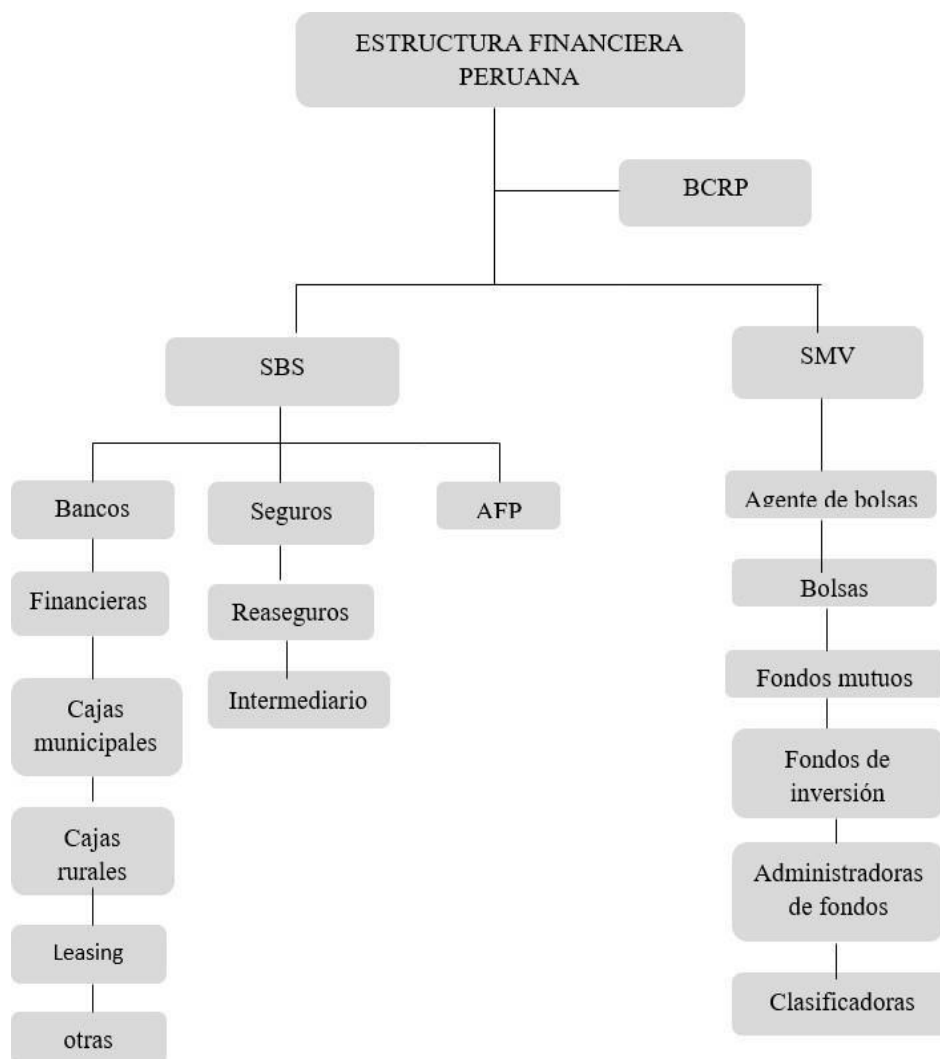 ESTRUCTURA FINANCIERA
PERUANA
BCRP
SBS
SMV
Bancos
Seguros
AFP
Financieras
Reaseguros
Cajas
municipales
Intermediario
Cajas
rurales
Leasing
otras
Agente de bolsas
Bolsas
Fondos mutuos
Fondos de
inversión
Administradoras
de fondos
Clasificadoras